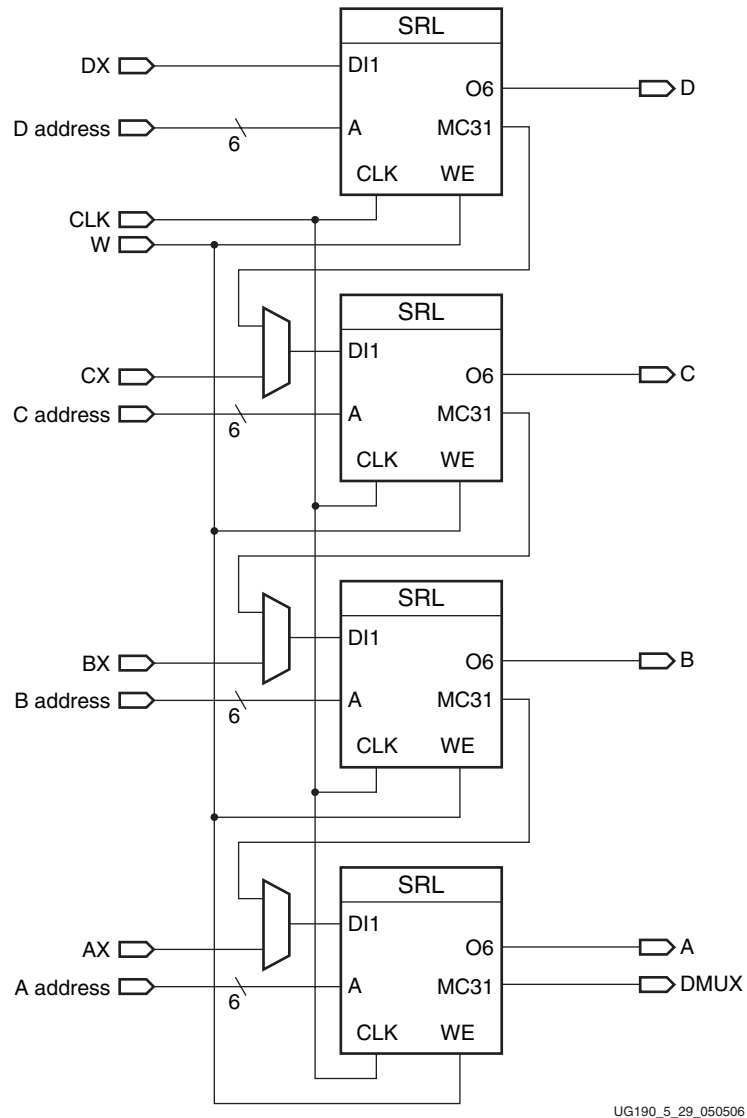 SRL
DX
DI1
O6
D
D address
6
A
MC31
CLK
WE
CLK
W
SRL
DI1
CX
O6
C
C address
6
A
MC31
CLK
WE
SRL
DI1
BX
O6
B
B address
6
A
MC31
CLK
WE
SRL
DI1
AX
O6
A
A address
6
A
MC31
DMUX
CLK
WE
UG190_5_29_050506